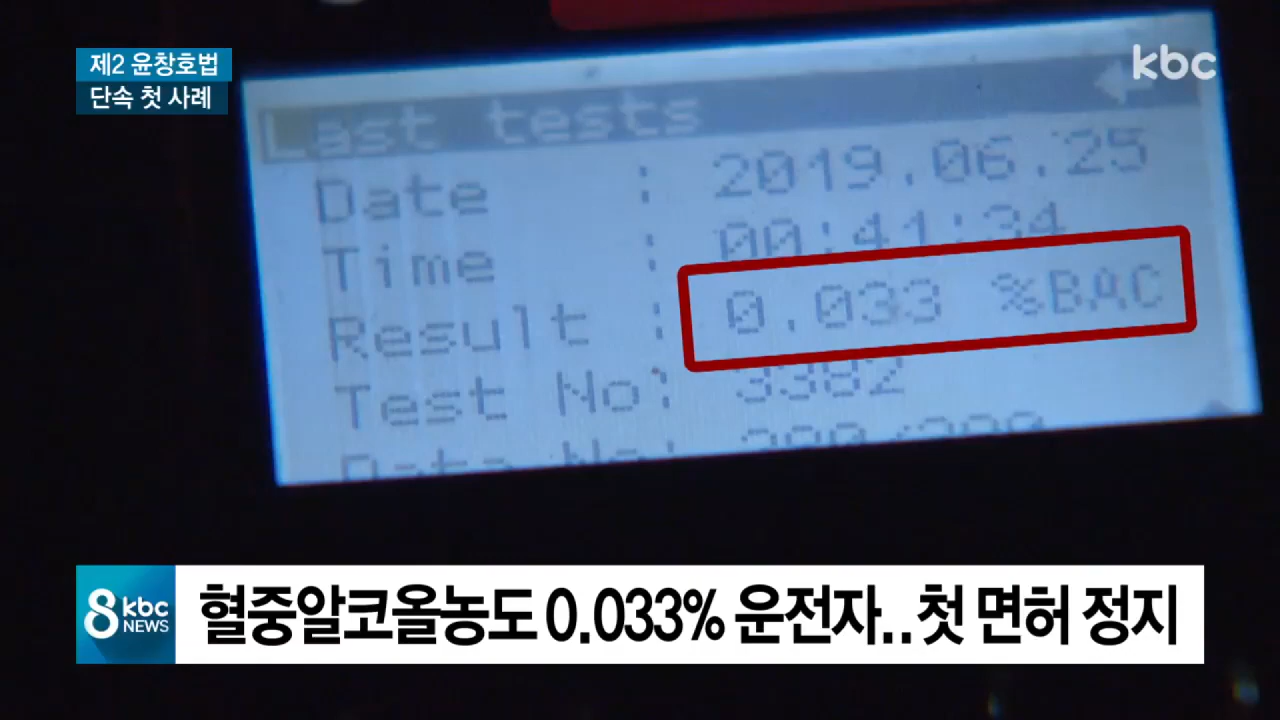 제2 윤창호법
단속 첫 사례
kbc
Last tests
Date : 2019.06.25
Time : 00:41:34
Result : 0.033 %BAC
Test No: 3382
Data No:
8 kbc NEWS
혈중알코올농도 0.033% 운전자..첫 면허 정지